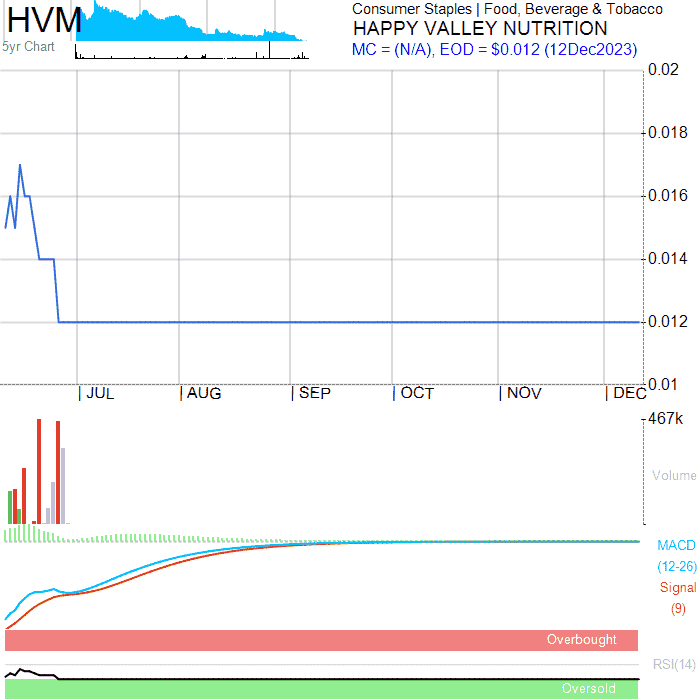 HVM
5yr Chart
Consumer Staples | Food, Beverage & Tobacco
HAPPY VALLEY NUTRITION
MC = (N/A), EOD = $0.012 (12Dec2023)
0.02
0.018
0.016
0.014
0.012
0.01
JUL AUG SEP OCT NOV DEC
467k
Volume
MACD
(12-26)
Signal
(9)
Overbought
RSI(14)
Oversold